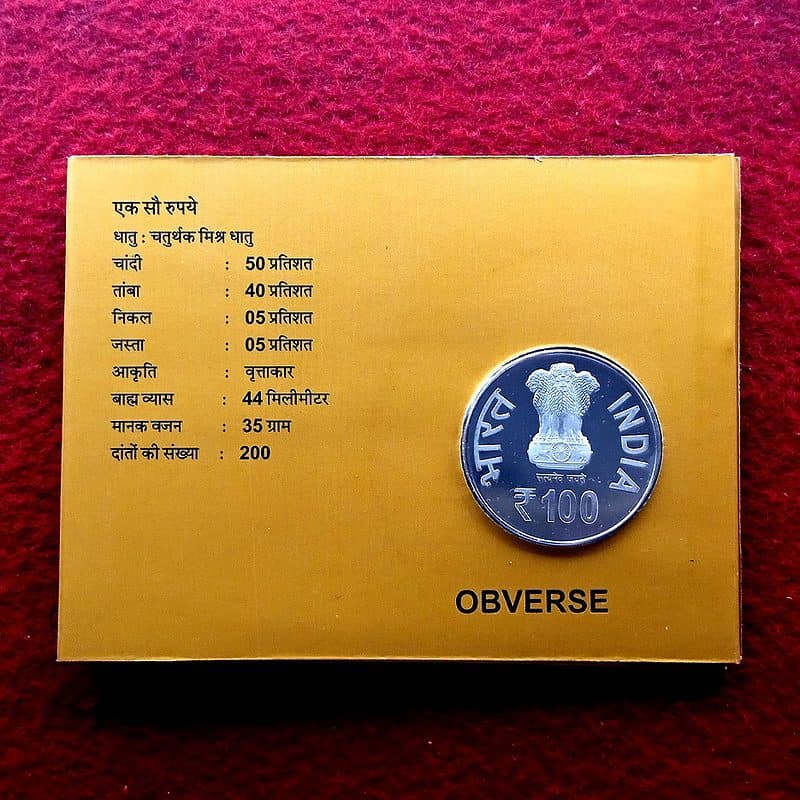 एक सौ रुपये
धातु : चतुर्थक मिश्र धातु
चांदी : 50 प्रतिशत
तांबा : 40 प्रतिशत
निकल : 05 प्रतिशत
जस्ता : 05 प्रतिशत
आकृति : वृत्ताकार
बाह्म व्यास : 44 मिलीमीटर
मानक वजन : 35 ग्राम
दांतों की संख्या : 200
भारत
INDIA
सत्यमेव जयते
₹100
OBVERSE